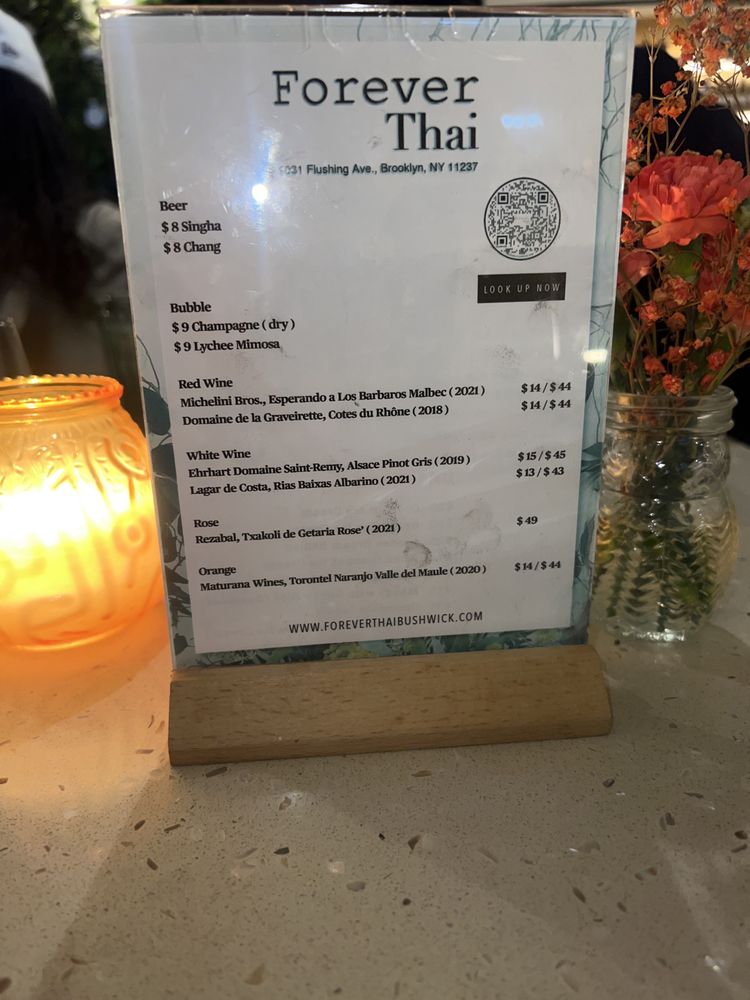 Forever
Thai
Flushing Ave., Brooklyn, NY 11237
Beer
$ 8 Singha
$ 8 Chang
LOOK UP NOW
Bubble
$ 9 Champagne ( dry )
$ 9 Lychee Mimosa
Red Wine
Michelini Bros., Esperando a Los Barbaros Malbec ( 2021 ) $ 14 / $ 44
Domaine de la Graveirette, Cotes du Rhône ( 2018 ) $ 14 / $ 44
White Wine
Ehrhart Domaine Saint-Remy, Alsace Pinot Gris ( 2019 ) $ 15 / $ 45
Lagar de Costa, Rias Baixas Albarino ( 2021 ) $ 13 / $ 43
Rose
Rezabal, Txakoli de Getaria Rose’ ( 2021 ) $ 49
Orange
Maturana Wines, Torontel Naranjo Valle del Maule ( 2020 ) $ 14 / $ 44
WWW.FOREVERTHAIBUSHWICK.COM